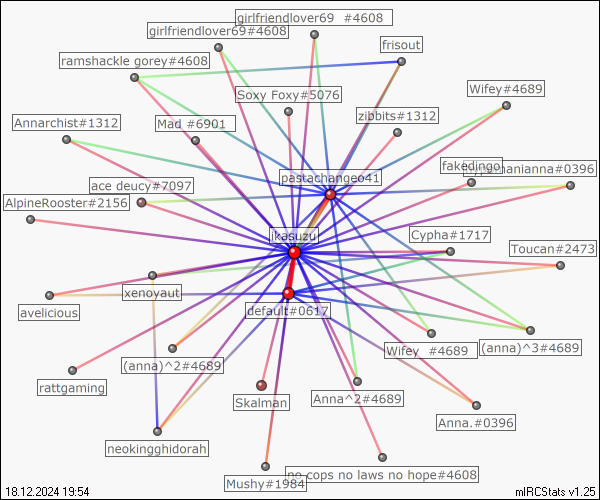 girlfriendlover69  #4608
girlfriendlover69#4608
frisout
ramshackle gorey#4608
Soxy Foxy#5076
Wifey#4689
zibbits#1312
Annarchist#1312
Mad #6901
fakedingo
manianna#0396
pastachangeo41
ace deucy#7097
AlpineRooster#2156
ikasuzu
Cypha#1717
Toucan#2473
xenoyaut
avelicious
default#0617
Wifey  #4689
(anna)^3#4689
(anna)^2#4689
rattgaming
Skalman
Anna^2#4689
Anna.#0396
neokingghidorah
Mushy#1984
no cops no laws no hope#4608
18.12.2024 19:54
mIRCStats v1.25